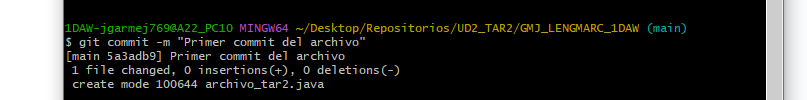 1DAW-jgarmej769@A22_PC10 MINGW64 ~/Desktop/Repositorios/UD2_TAR2/GMJ_LENGMARC_1DAW (main)
$ git commit -m "Primer commit del archivo"
[main 5a3adb9] Primer commit del archivo
 1 file changed, 0 insertions(+), 0 deletions(-)
 create mode 100644 archivo_tar2.java